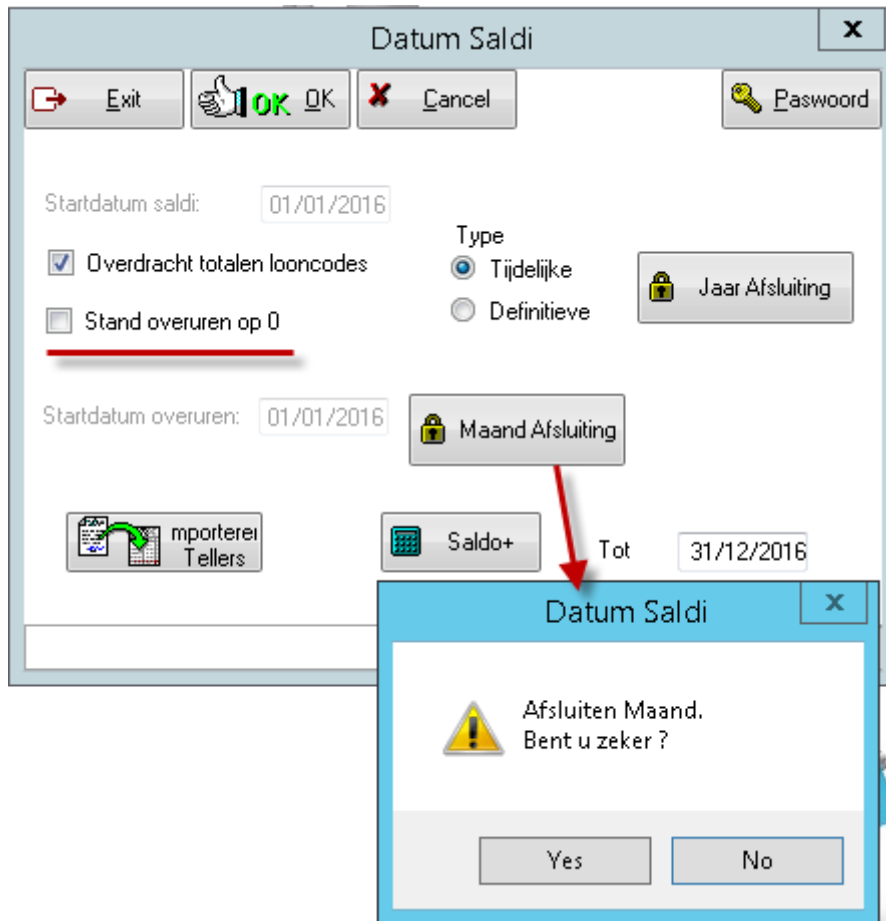 Datum Saldi
x
Exit
OK OK
Cancel
Paswoord
Startdatum saldi: 01/01/2016
Overdracht totalen looncodes
Stand overuren op 0
Type
Tijdelijke
Definitieve
Jaar Afsluiting
Startdatum overuren: 01/01/2016
Maand Afsluiting
mporterei
Tellers
Saldo+
Tot 31/12/2016
Datum Saldi
x
Afsluiten Maand.
Bent u zeker ?
Yes
No